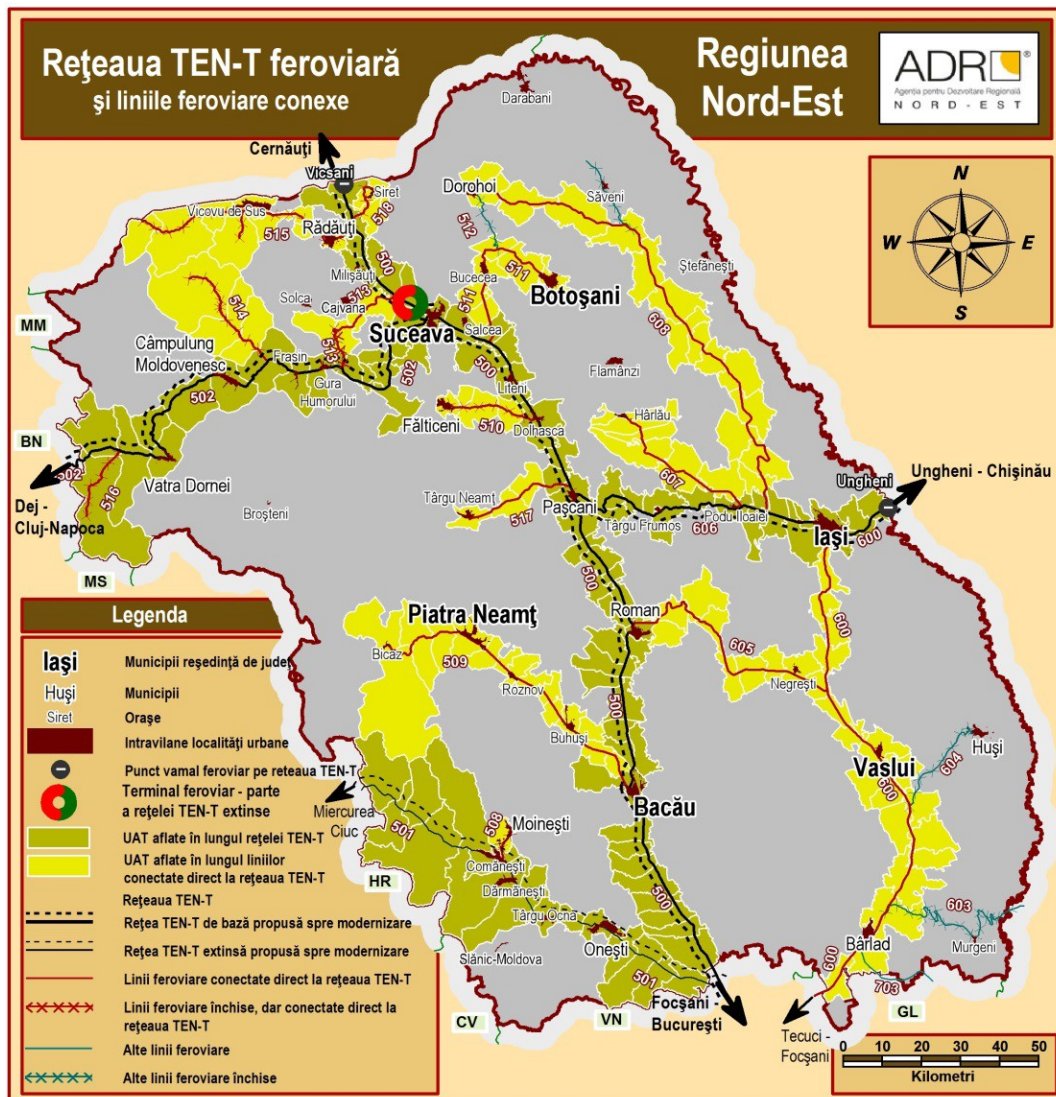 Reţeaua TEN-T feroviară
şi liniile feroviare conexe
Regiunea
Nord-Est
ADR
®
Agenţia pentru Dezvoltare Regională
NORD-EST
Cernăuţi
Vicsani
Darabani
Siret
518
Vicovu de Sus
515
Rădăuţi
Dorohoi
Săveni
512
500
Milişăuţi
Bucecea
511
Botoşani
Ştefăneşti
Solca
513
Cajvana
514
511
Suceava
Salcea
608
MM
Câmpulung
Moldovenesc
Frasin
513
502
500
Flamânzi
502
Gura
Humorului
Liteni
Fălticeni
510
Dolhasca
Hârlău
BN
502
516
Vatra Dornei
Dej -
Cluj-Napoca
Târgu Neamţ
517
Paşcani
607
Ungheni
Ungheni - Chişinău
Târgu Frumos
Podu Iloaiei
606
Iaşi
600
Broşteni
MS
500
N
W
E
S
Piatra Neamţ
Roman
600
Bicaz
509
605
Roznov
Negreşti
500
Buhuşi
Huşi
604
Vaslui
600
Bacău
Miercurea
Ciuc
501
508
Moineşti
HR
Comăneşti
Dărmăneşti
Târgu Ocna
500
603
Bârlad
Murgeni
Slănic-Moldova
Oneşti
501
600
703
Focşani -
Bucureşti
CV
VN
GL
Tecuci -
Focşani
Legenda
Iaşi
Municipii reşedinţă de judeţ
Huşi
Municipii
Siret
Oraşe
Intravilane localităţi urbane
Punct vamal feroviar pe reteaua TEN-T
Terminal feroviar - parte
a reţelei TEN-T extinse
UAT aflate în lungul reţelei TEN-T
UAT aflate în lungul liniilor
conectate direct la reţeaua TEN-T
Reţeaua TEN-T
Reţea TEN-T de bază propusă spre modernizare
Reţea TEN-T extinsă propusă spre modernizare
Linii feroviare conectate direct la reţeaua TEN-T
Linii feroviare închise, dar conectate direct la
reţeaua TEN-T
Alte linii feroviare
Alte linii feroviare închise
0 10 20 30 40 50
Kilometri